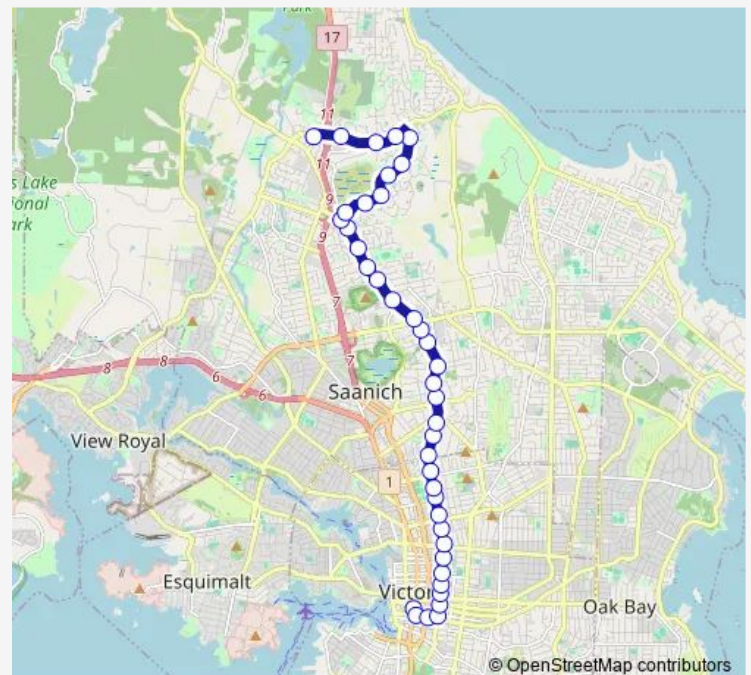 Park
17
11
11
s Lake
ional
ark
9
9
7
8
8
6
6
7
Saanich
View Royal
1
Esquimalt
Victor
Oak Bay
© OpenStreetMap contributors